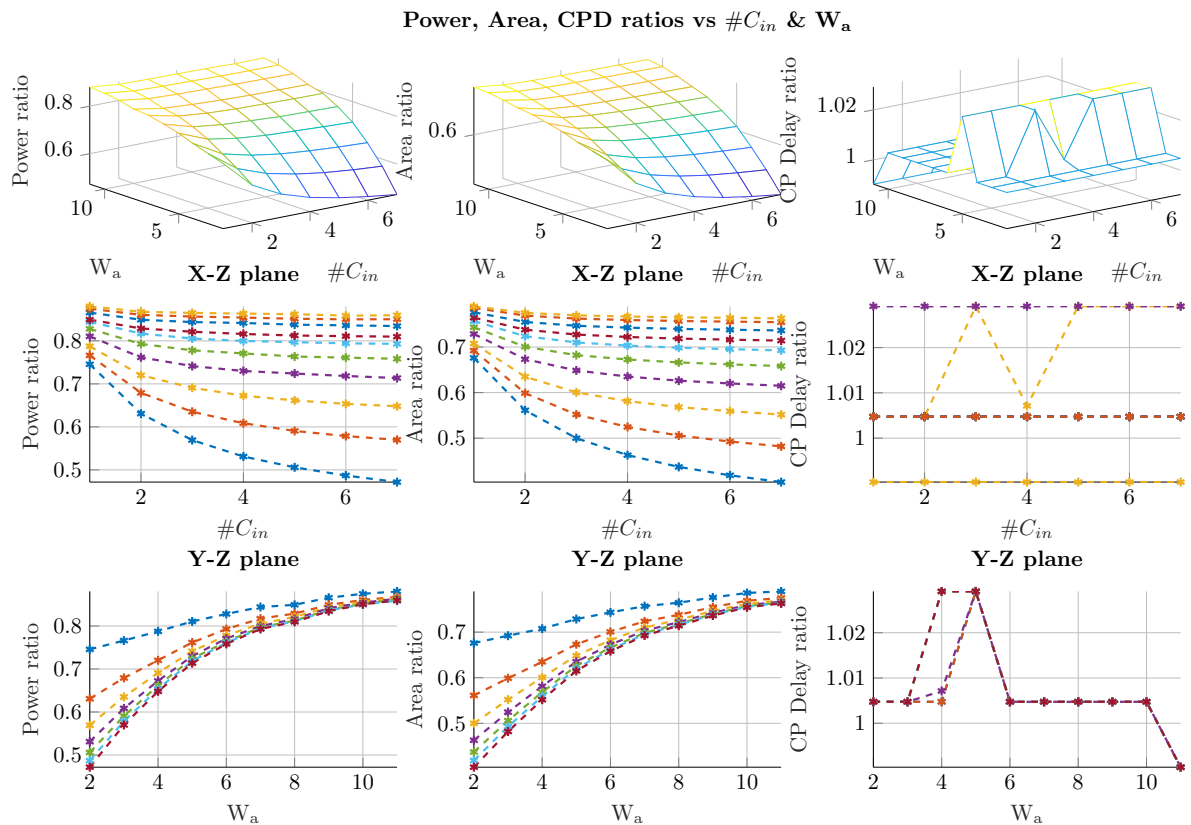 Power, Area, CPD ratios vs #C_in & W_a
Power ratio
0.8
0.6
10
5
2
4
6
W_a
#C_in
Area ratio
0.6
10
5
2
4
6
W_a
#C_in
CP Delay ratio
1.02
1
10
5
2
4
6
W_a
#C_in
X-Z plane
Power ratio
0.8
0.7
0.6
0.5
2
4
6
#C_in
X-Z plane
Area ratio
0.7
0.6
0.5
2
4
6
#C_in
X-Z plane
CP Delay ratio
1.02
1.01
1
2
4
6
#C_in
Y-Z plane
Power ratio
0.8
0.7
0.6
0.5
2
4
6
8
10
W_a
Y-Z plane
Area ratio
0.7
0.6
0.5
2
4
6
8
10
W_a
Y-Z plane
CP Delay ratio
1.02
1.01
1
2
4
6
8
10
W_a